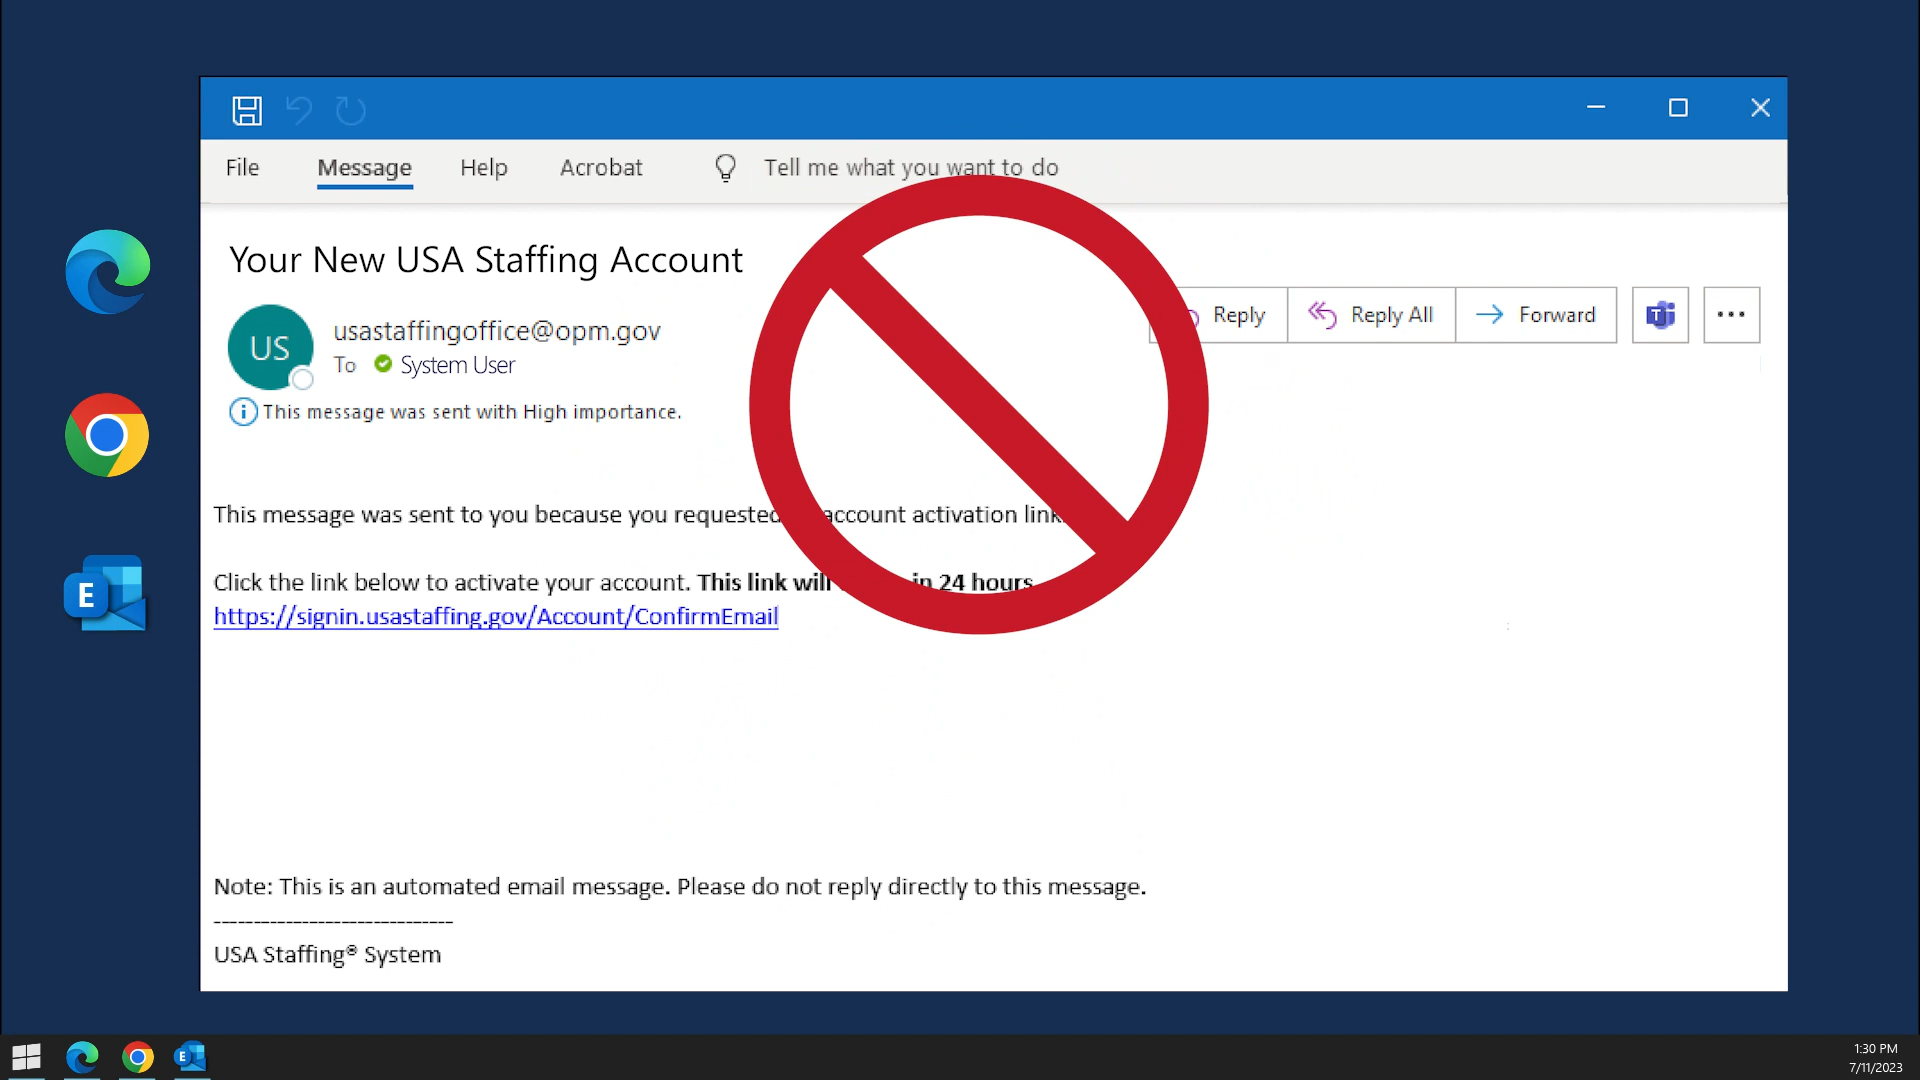 File Message Help Acrobat Tell me what you want to do
Your New USA Staffing Account
US
usastaffingoffice@opm.gov
To System User
Reply Reply All Forward
This message was sent with High importance.
This message was sent to you because you requested account activation link
Click the link below to activate your account. This link will in 24 hours
https://signin.usastaffing.gov/Account/ConfirmEmail
Note: This is an automated email message. Please do not reply directly to this message.
------------------------------
USA Staffing® System
E
T
E
1:30 PM
7/11/2023